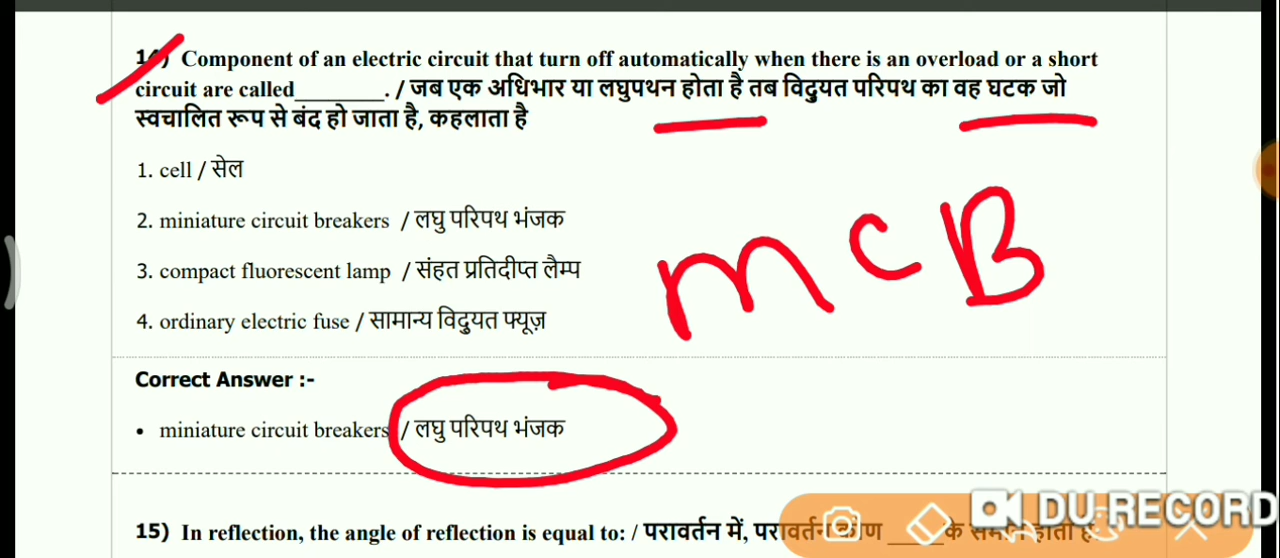 14) Component of an electric circuit that turn off automatically when there is an overload or a short
circuit are called________. / जब एक अधिभार या लघुपथन होता है तब विद्युत परिपथ का वह घटक जो
स्वचालित रूप से बंद हो जाता है, कहलाता है
1. cell / सेल
2. miniature circuit breakers / लघु परिपथ भंजक
3. compact fluorescent lamp / संहत प्रतिदीप्त लैम्प
4. ordinary electric fuse / सामान्य विद्युत फ्यूज़
MCB
Correct Answer :-
• miniature circuit breakers / लघु परिपथ भंजक
DU RECORD
15) In reflection, the angle of reflection is equal to: / परावर्तन में, परावर्तन कोण _____के समान होता है